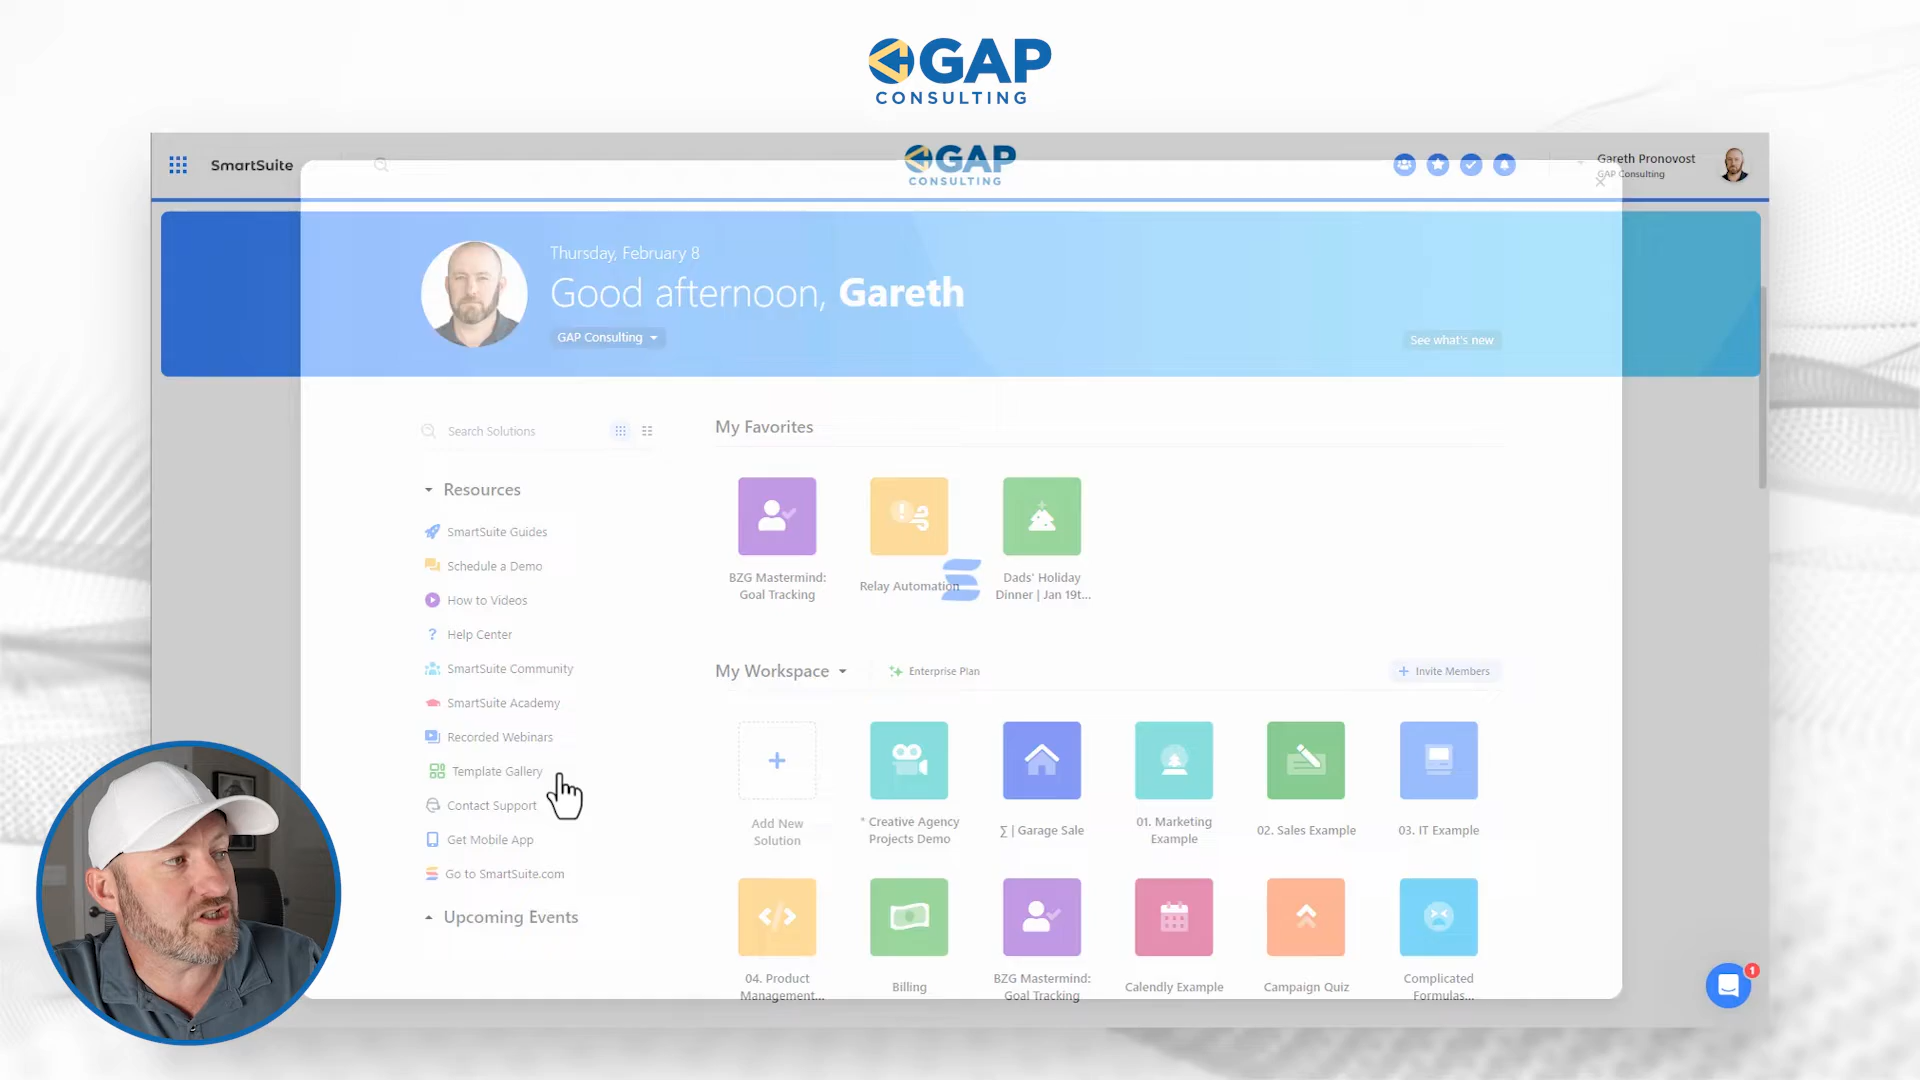 GAP
CONSULTING
SmartSuite
GAP
CONSULTING
Gareth Pronovost
GAP Consulting
Thursday, February 8
Good afternoon, Gareth
GAP Consulting
See what's new
Search Solutions
Resources
SmartSuite Guides
Schedule a Demo
How to Videos
Help Center
SmartSuite Community
SmartSuite Academy
Recorded Webinars
Template Gallery
Contact Support
Get Mobile App
Go to SmartSuite.com
Upcoming Events
My Favorites
BZG Mastermind:
Goal Tracking
Relay Automation
Dads' Holiday
Dinner | Jan 19t...
My Workspace
Enterprise Plan
+ Invite Members
Add New
Solution
* Creative Agency
Projects Demo
∑ | Garage Sale
01. Marketing
Example
02. Sales Example
03. IT Example
04. Product
Management...
Billing
BZG Mastermind:
Goal Tracking
Calendly Example
Campaign Quiz
Complicated
Formulas...
1